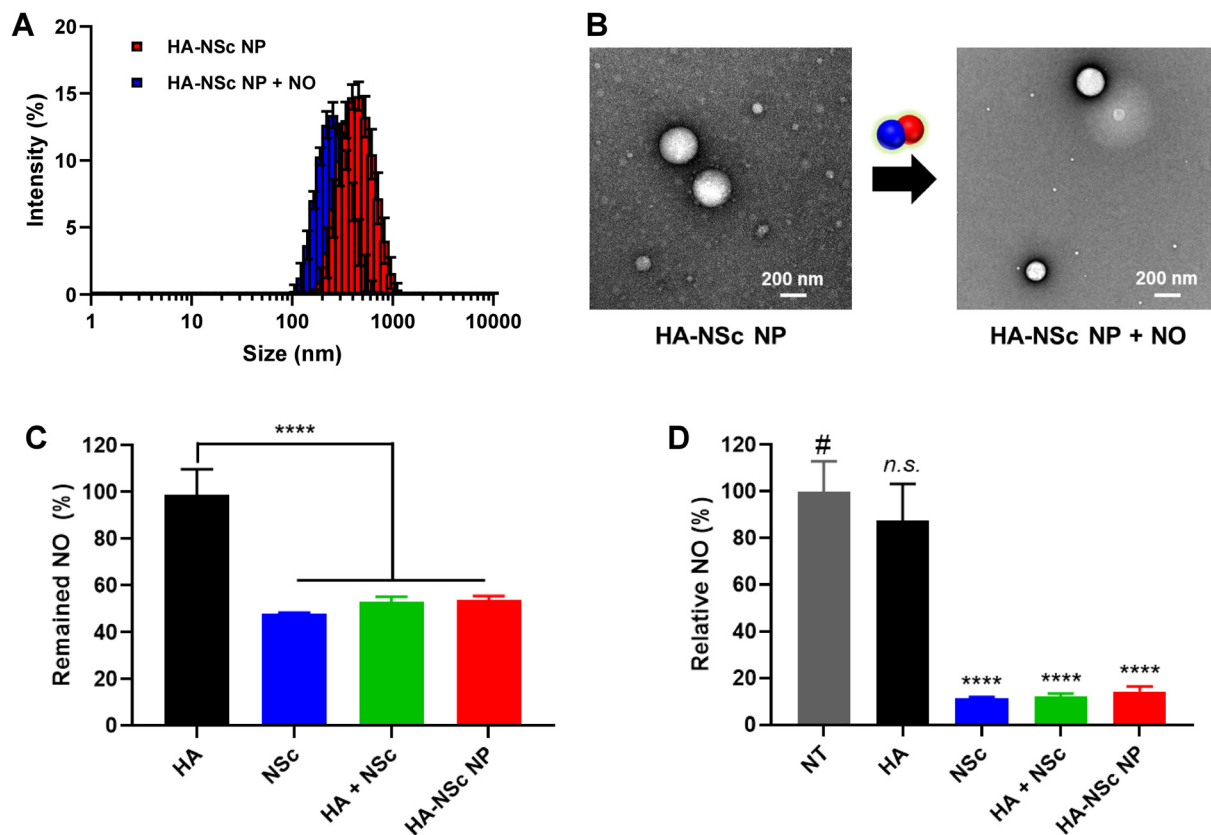 A
Intensity (%)
20
15
10
5
0
HA-NSc NP
HA-NSc NP + NO
1
10
100
1000
10000
Size (nm)
B
200 nm
200 nm
HA-NSc NP
HA-NSc NP + NO
C
Remained NO (%)
120
100
80
60
40
20
0
****
HA
NSc
HA + NSc
HA-NSc NP
D
Relative NO (%)
120
100
80
60
40
20
0
#
n.s.
****
****
****
NT
HA
NSc
HA + NSc
HA-NSc NP